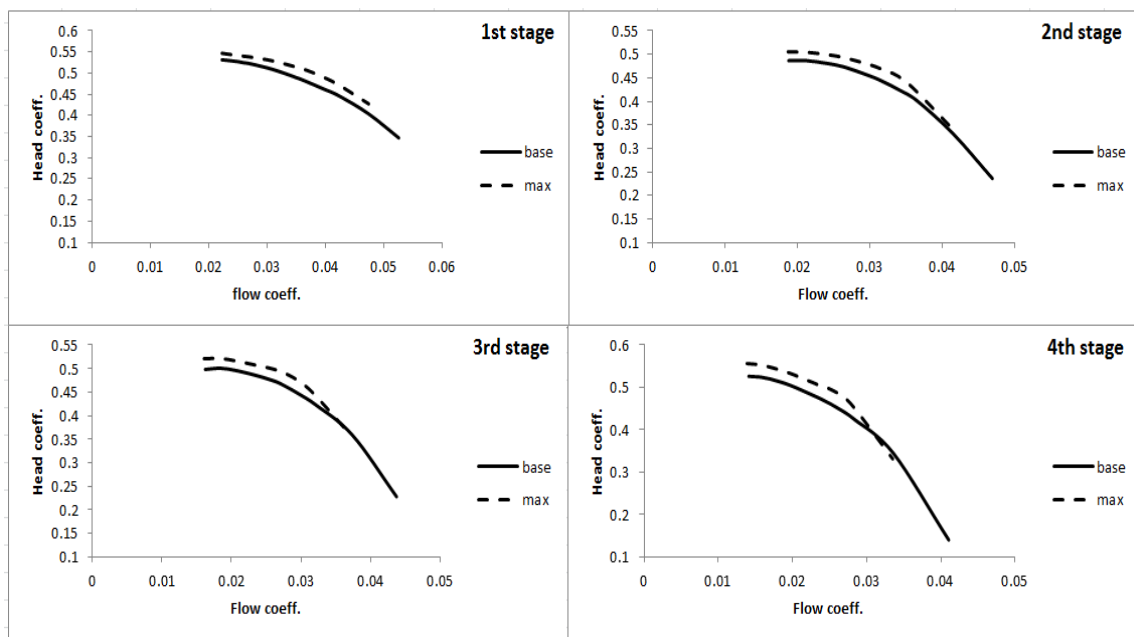 1st stage
0.6
0.55
0.5
0.45
0.4
0.35
0.3
0.25
0.2
0.15
0.1
Head coeff.
0 0.01 0.02 0.03 0.04 0.05 0.06
flow coeff.
base
max
2nd stage
0.55
0.5
0.45
0.4
0.35
0.3
0.25
0.2
0.15
0.1
Head coeff.
0 0.01 0.02 0.03 0.04 0.05
Flow coeff.
base
max
3rd stage
0.55
0.5
0.45
0.4
0.35
0.3
0.25
0.2
0.15
0.1
Head coeff.
0 0.01 0.02 0.03 0.04 0.05
Flow coeff.
base
max
4th stage
0.6
0.5
0.4
0.3
0.2
0.1
Head coeff.
0 0.01 0.02 0.03 0.04 0.05
Flow coeff.
base
max